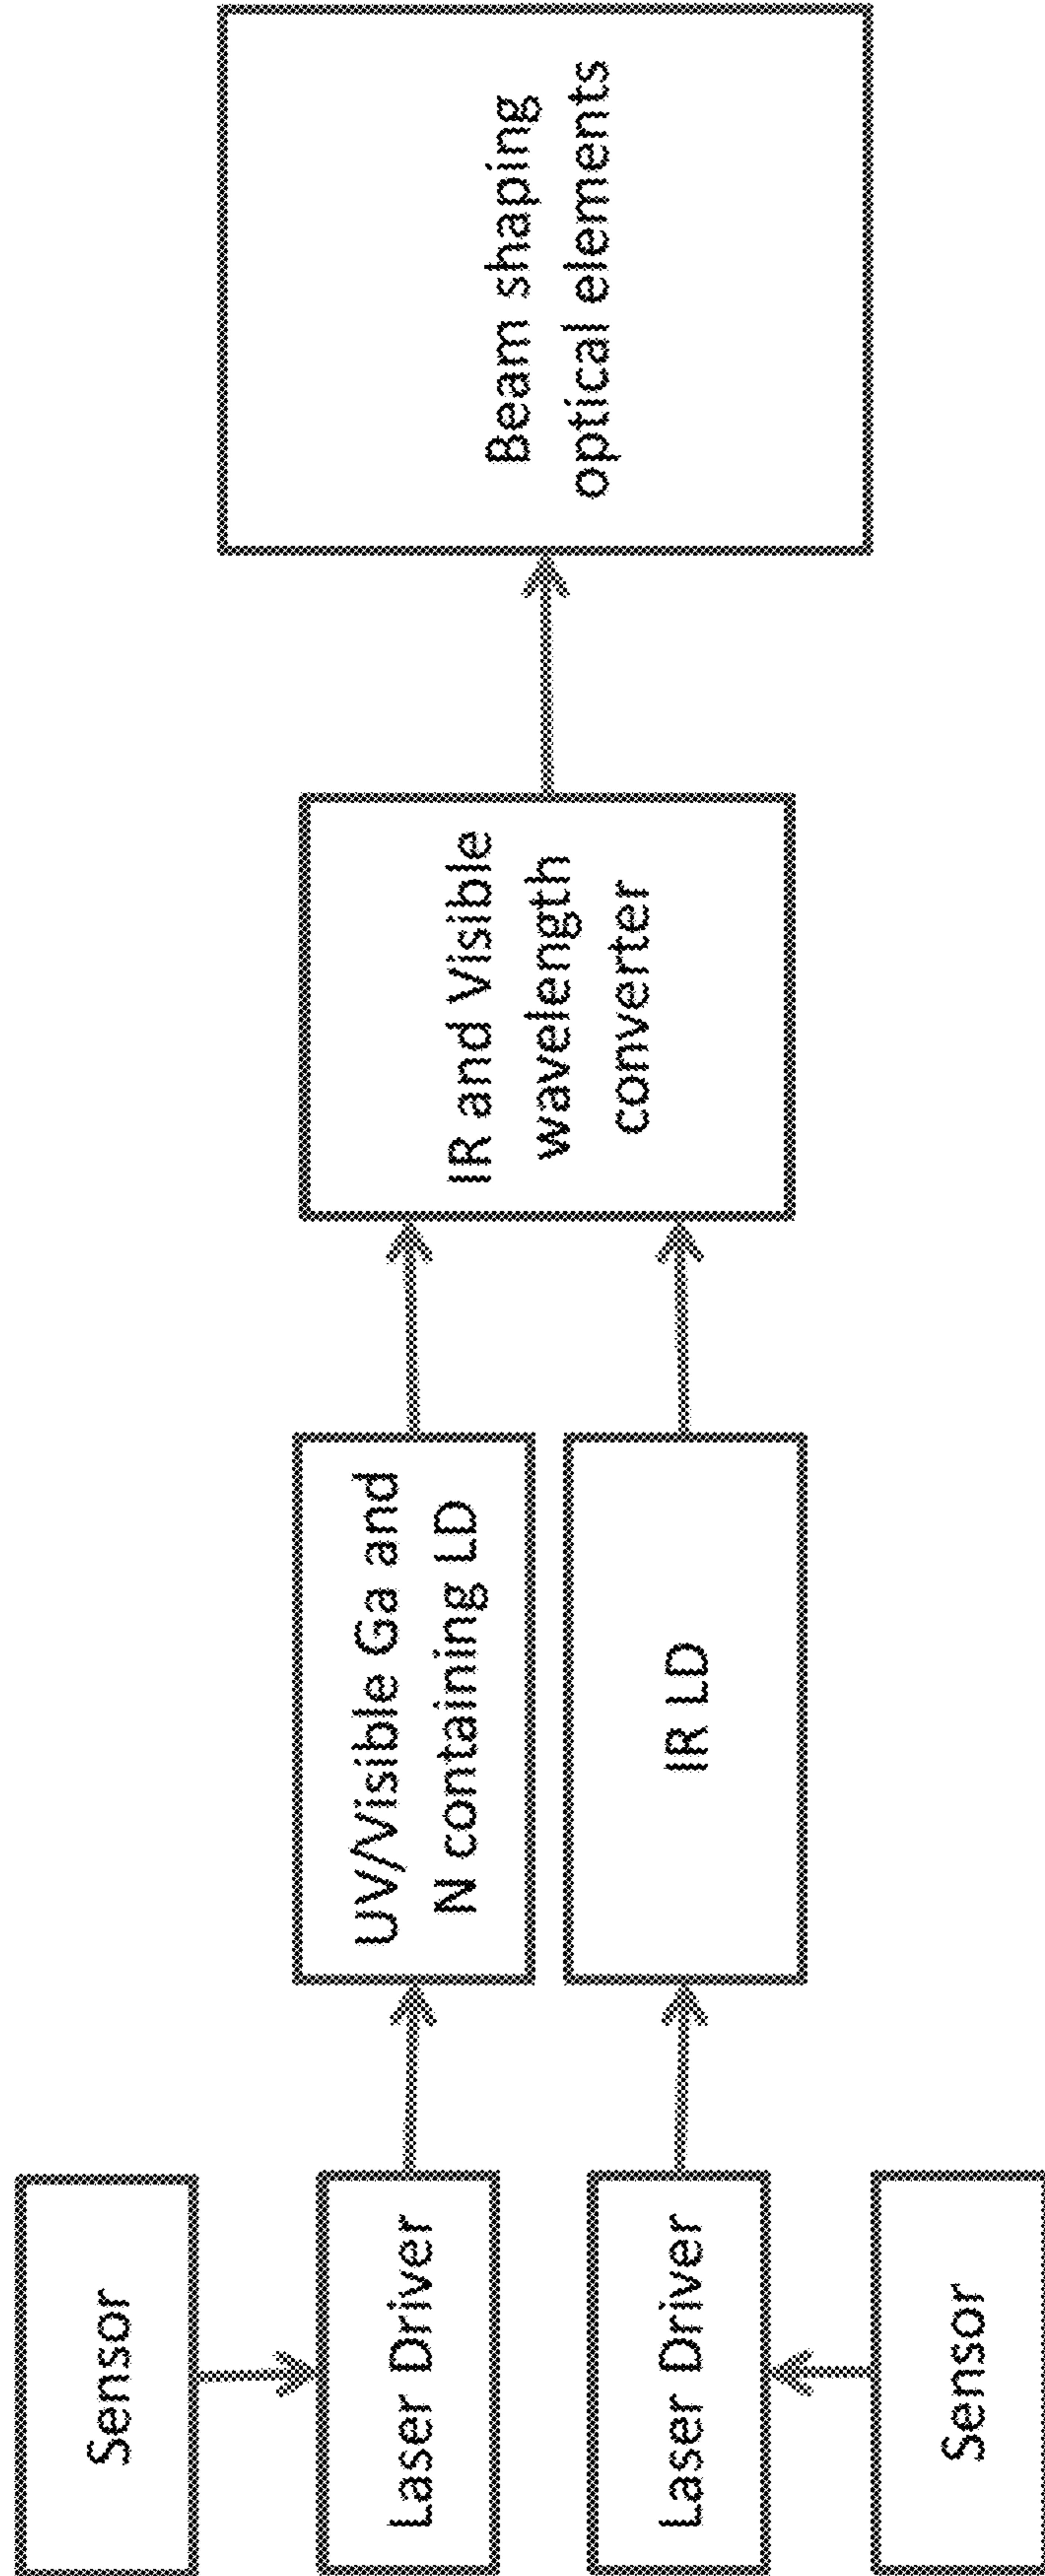 Sensor
Laser Driver
Laser Driver
Sensor
UV/Visible Ga and
N containing LD
IR LD
IR and Visible
wavelength
converter
Beam shaping
optical elements